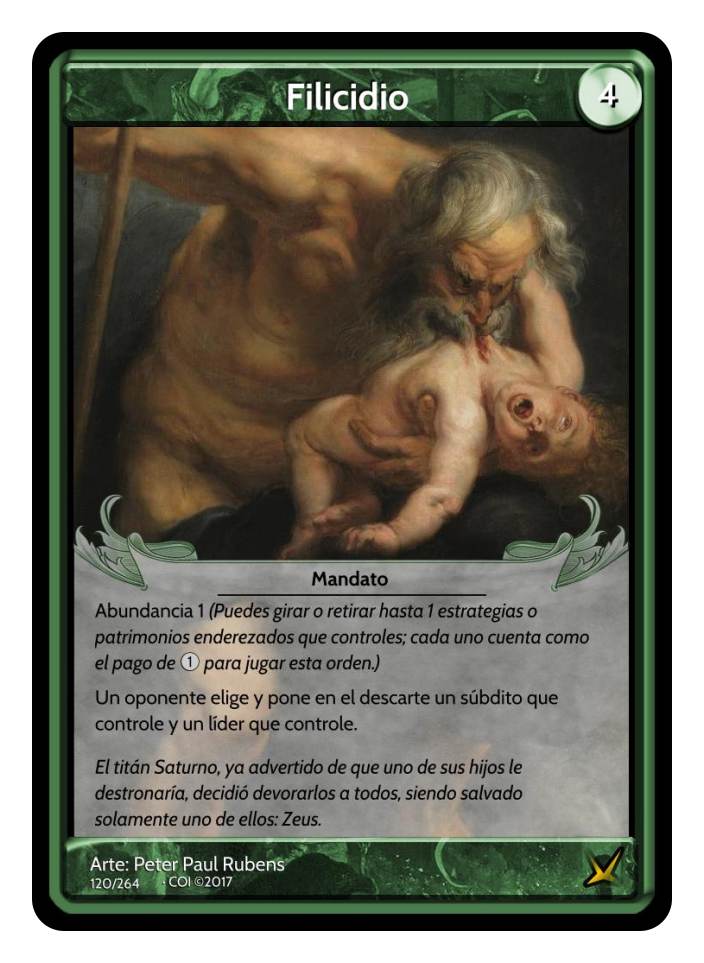 Filicidio
4
Mandato
Abundancia 1 (Puedes girar o retirar hasta 1 estrategias o
patrimonios enderezados que controles; cada uno cuenta como
el pago de 1 para jugar esta orden.)
Un oponente elige y pone en el descarte un súbdito que
controle y un líder que controle.
El titán Saturno, ya advertido de que uno de sus hijos le
destronaría, decidió devorarlos a todos, siendo salvado
solamente uno de ellos: Zeus.
Arte: Peter Paul Rubens
120/264 · COI ©2017